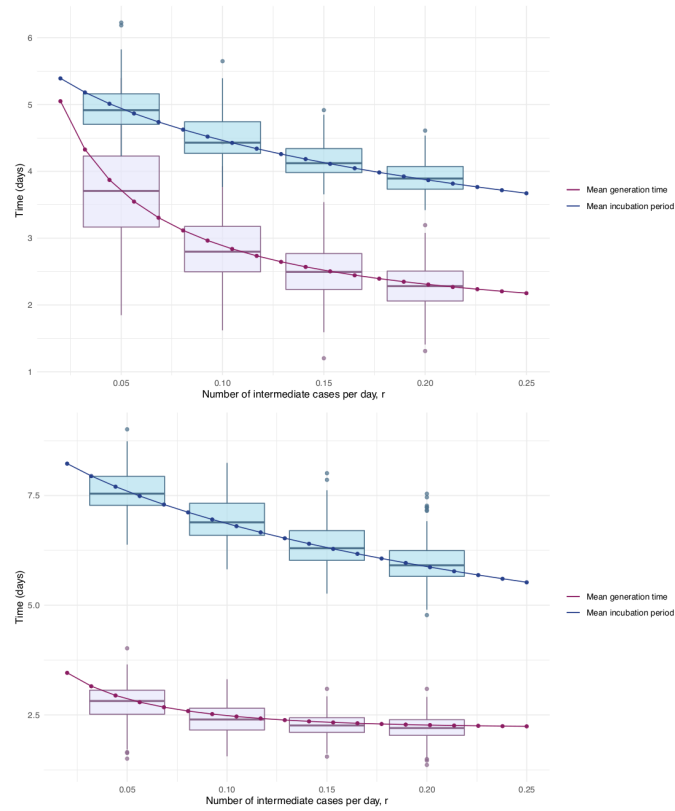 6
5
4
3
2
1
Time (days)
0.05 0.10 0.15 0.20 0.25
Number of intermediate cases per day, r
Mean generation time
Mean incubation period
7.5
5.0
2.5
Time (days)
0.05 0.10 0.15 0.20 0.25
Number of intermediate cases per day, r
Mean generation time
Mean incubation period